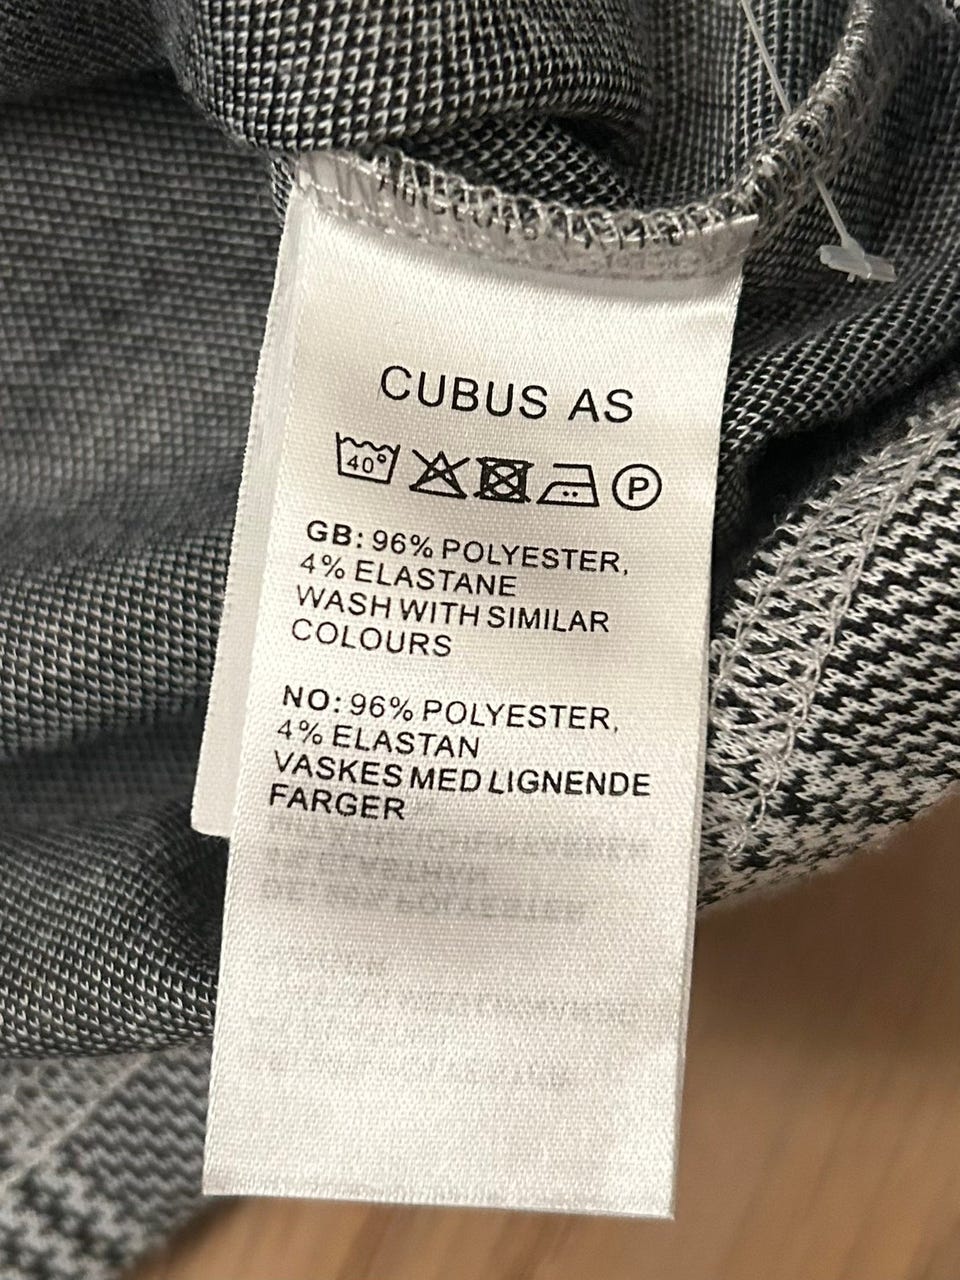 CUBUS AS
40°
P
GB: 96% POLYESTER,
4% ELASTANE
WASH WITH SIMILAR
COLOURS
NO: 96% POLYESTER,
4% ELASTAN
VASKES MED LIGNENDE
FARGER